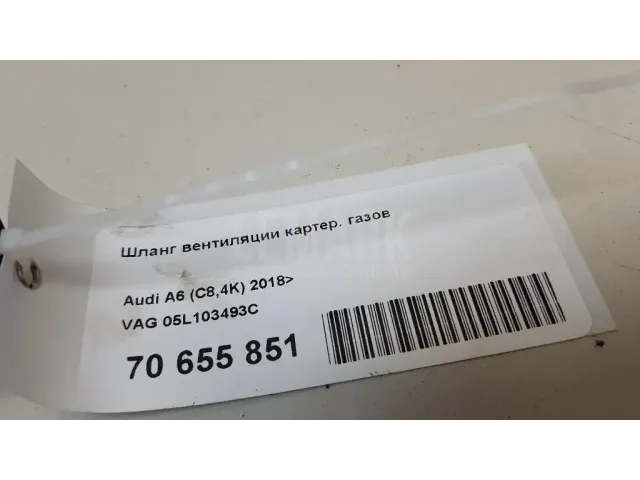 Шланг вентиляции картер. газов
Audi A6 (C8,4K) 2018>
VAG 05L103493C
70 655 851